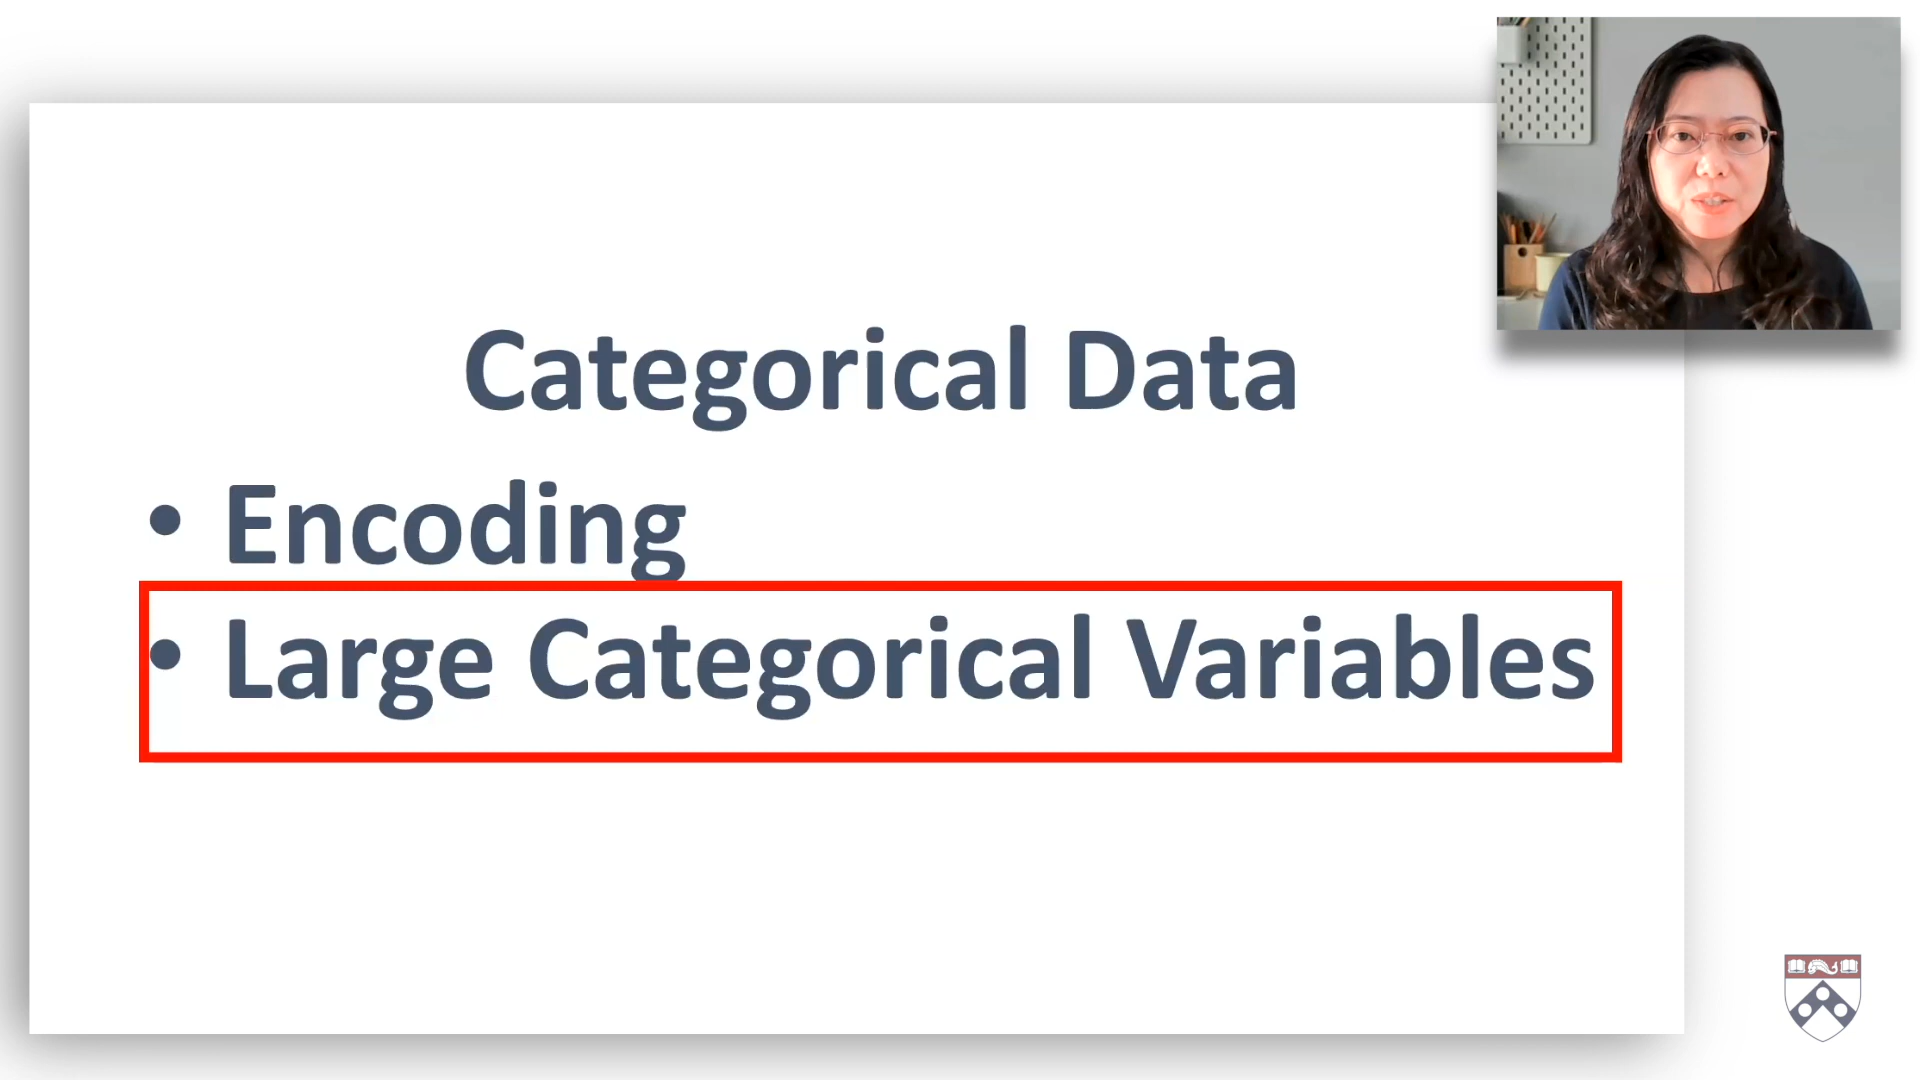 Categorical Data
• Encoding
• Large Categorical Variables